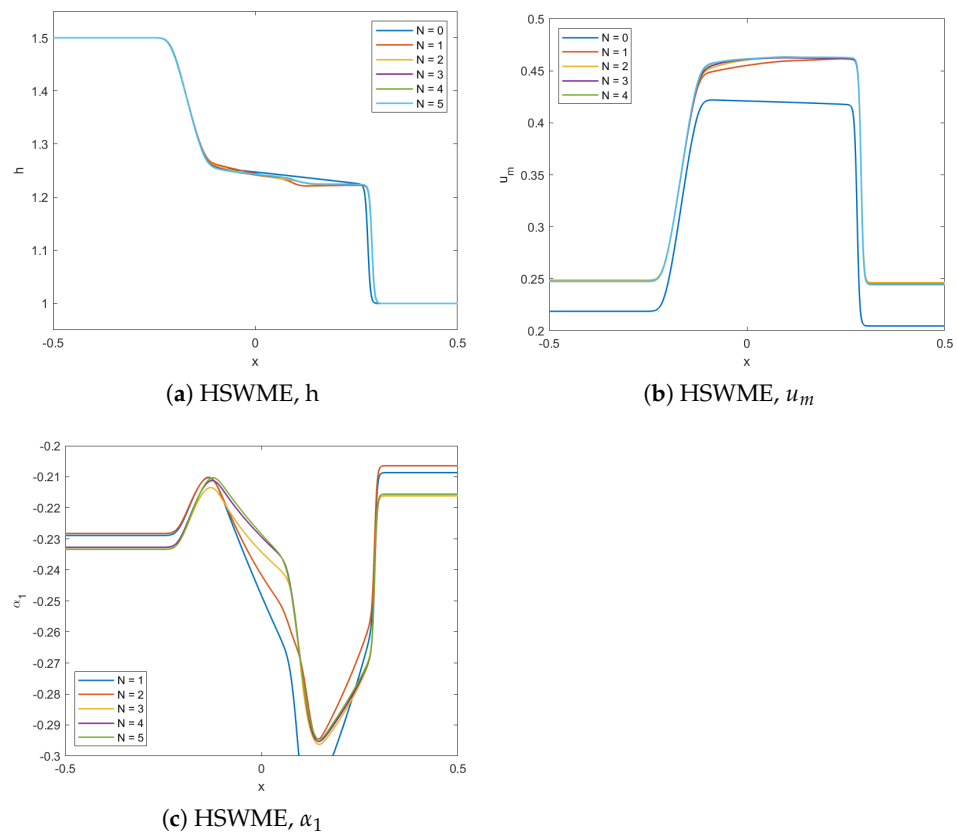 1.5
1.4
1.3
1.2
1.1
1
h
-0.5
0
0.5
x
N = 0
N = 1
N = 2
N = 3
N = 4
N = 5
(a) HSWME, h
0.5
0.45
0.4
0.35
0.3
0.25
0.2
u_m
-0.5
0
0.5
x
N = 0
N = 1
N = 2
N = 3
N = 4
(b) HSWME, u_m
-0.2
-0.21
-0.22
-0.23
-0.24
-0.25
-0.26
-0.27
-0.28
-0.29
-0.3
α_1
-0.5
0
0.5
x
N = 1
N = 2
N = 3
N = 4
N = 5
(c) HSWME, α_1